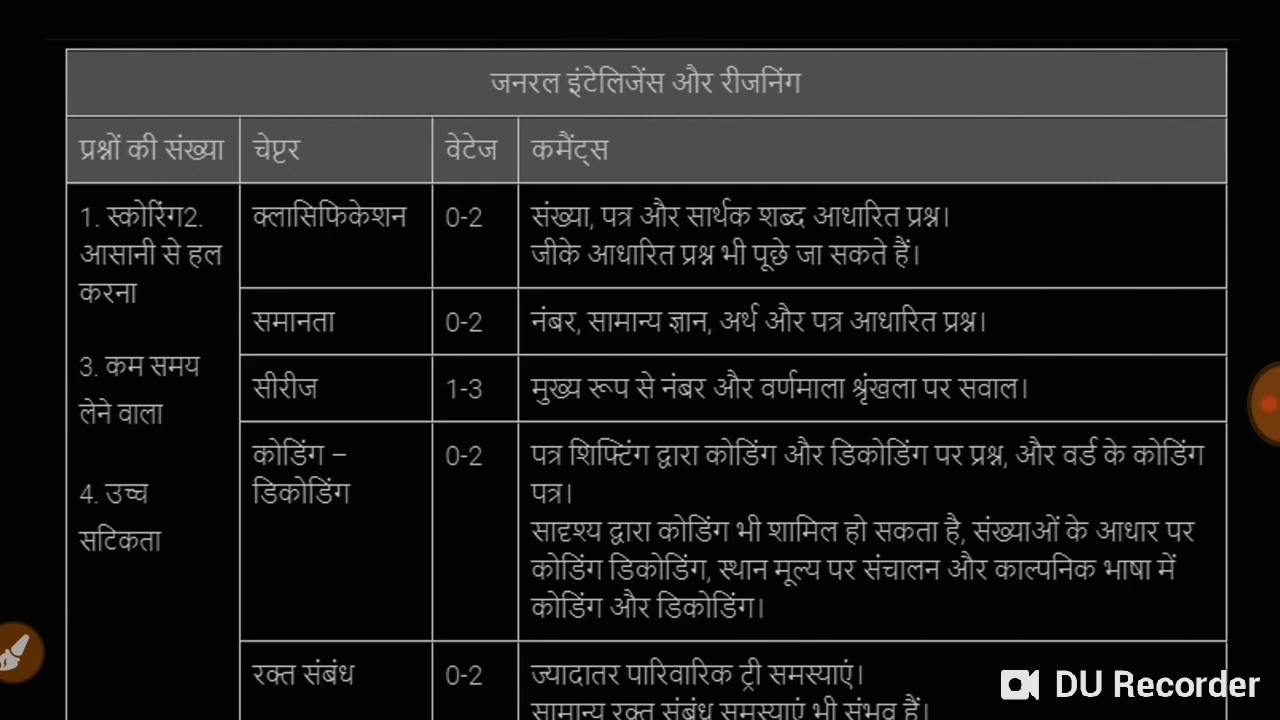 जनरल इंटेलिजेंस और रीजनिंग
प्रश्नों की संख्या
चेप्टर
वेटेज
कमैंट्स
1. स्कोरिंग2.
आसानी से हल
करना
3. कम समय
लेने वाला
4. उच्च
सटिकता
क्लासिफिकेशन
0-2
संख्या, पत्र और सार्थक शब्द आधारित प्रश्न।
जीके आधारित प्रश्न भी पूछे जा सकते हैं।
समानता
0-2
नंबर, सामान्य ज्ञान, अर्थ और पत्र आधारित प्रश्न।
सीरीज
1-3
मुख्य रूप से नंबर और वर्णमाला श्रृंखला पर सवाल।
कोडिंग –
डिकोडिंग
0-2
पत्र शिफ्टिंग द्वारा कोडिंग और डिकोडिंग पर प्रश्न, और वर्ड के कोडिंग
पत्र।
सादृश्य द्वारा कोडिंग भी शामिल हो सकता है, संख्याओं के आधार पर
कोडिंग डिकोडिंग, स्थान मूल्य पर संचालन और काल्पनिक भाषा में
कोडिंग और डिकोडिंग।
रक्त संबंध
0-2
ज्यादातर पारिवारिक ट्री समस्याएं।
सामान्य रक्त संबंध समस्याएं भी संभव हैं।
DU Recorder